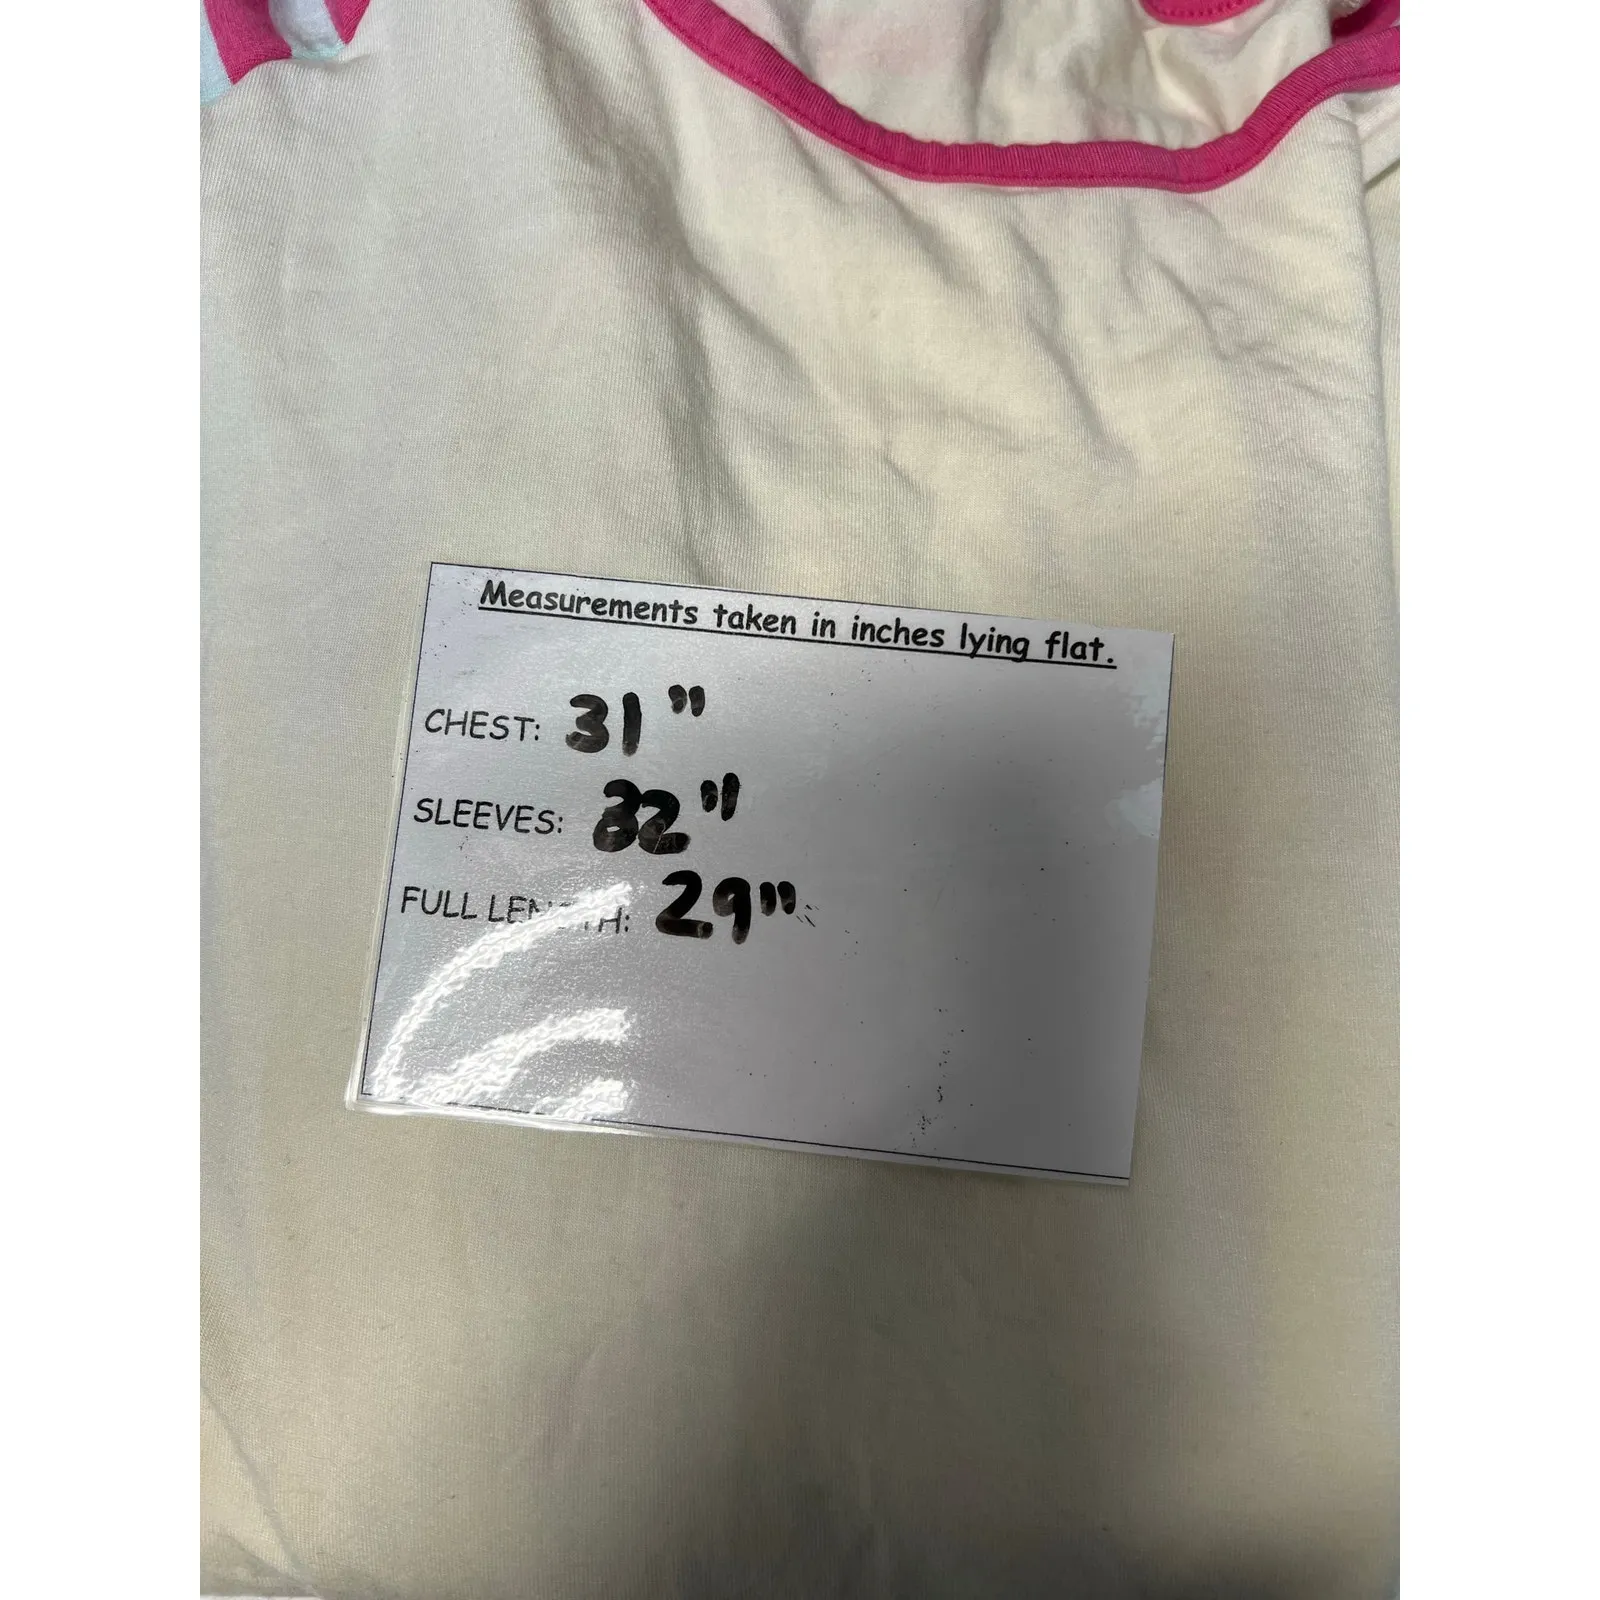 Measurements taken in inches lying flat.
CHEST: 31"
SLEEVES: 32"
FULL LENGTH: 29"